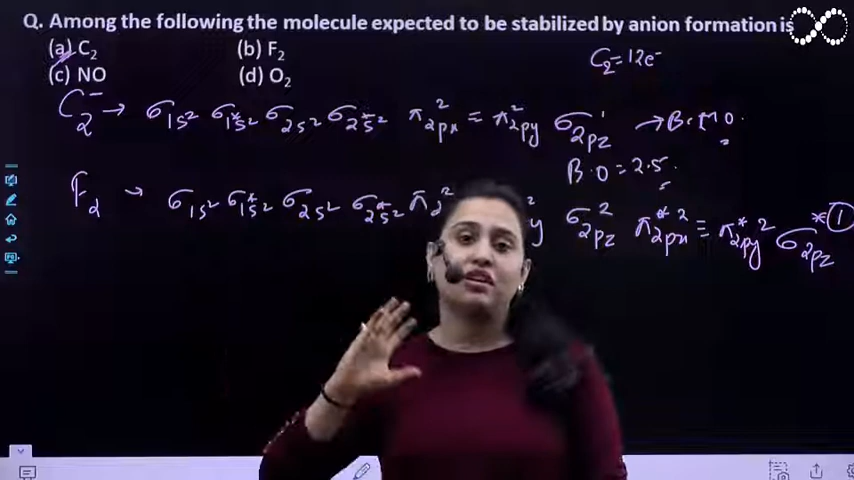 Q. Among the following the molecule expected to be stabilized by anion formation is
(a) C₂ (b) F₂
(c) NO (d) O₂
C₂ = 12e⁻
C₂⁻ → σ1s² σ*1s² σ2s² σ*2s² π2px² = π2py² σ2pz¹ → B.M.O.
B.O = 2.5
F₂ → σ1s² σ*1s² σ2s² σ*2s² σ2pz² π*2px² = π*2py² σ*2pz 1